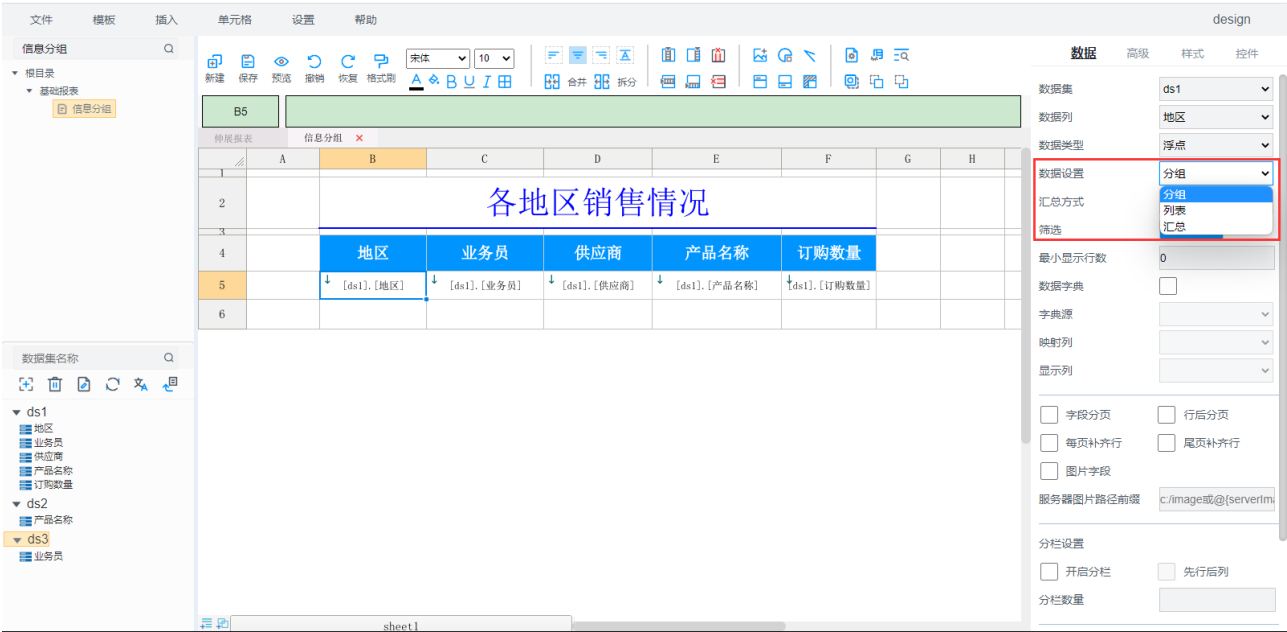 文件 模板 插入 单元格 设置 帮助 design
信息分组
根目录
基础报表
信息分组
宋体 10
新建 保存 预览 撤销 恢复 格式刷 A B U I 合并 拆分
B5
伸展报表 信息分组
A B C D E F G H
1
2 各地区销售情况
3
4 地区 业务员 供应商 产品名称 订购数量
5 [ds1].[地区] [ds1].[业务员] [ds1].[供应商] [ds1].[产品名称] [ds1].[订购数量]
6
sheet1
数据集名称
ds1
地区
业务员
供应商
产品名称
订购数量
ds2
产品名称
ds3
业务员
数据 高级 样式 控件
数据集 ds1
数据列 地区
数据类型 浮点
数据设置 分组
分组
汇总方式 列表
筛选 汇总
最小显示行数 0
数据字典
字典源
映射列
显示列
字段分页 行后分页
每页补齐行 尾页补齐行
图片字段
服务器图片路径前缀 c:/image或@{serverIma
分栏设置
开启分栏 先行后列
分栏数量